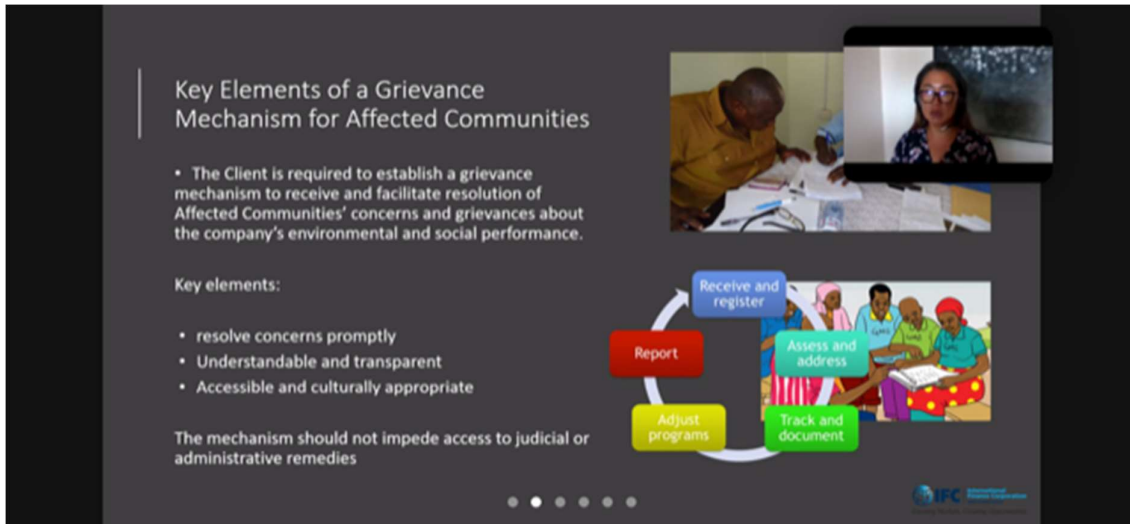 Key Elements of a Grievance
Mechanism for Affected Communities
• The Client is required to establish a grievance
mechanism to receive and facilitate resolution of
Affected Communities' concerns and grievances about
the company's environmental and social performance.
Key elements:
• resolve concerns promptly
• Understandable and transparent
• Accessible and culturally appropriate
The mechanism should not impede access to judicial or
administrative remedies
Receive and
register
Assess and
address
Track and
document
Adjust
programs
Report
IFC
International
Finance Corporation